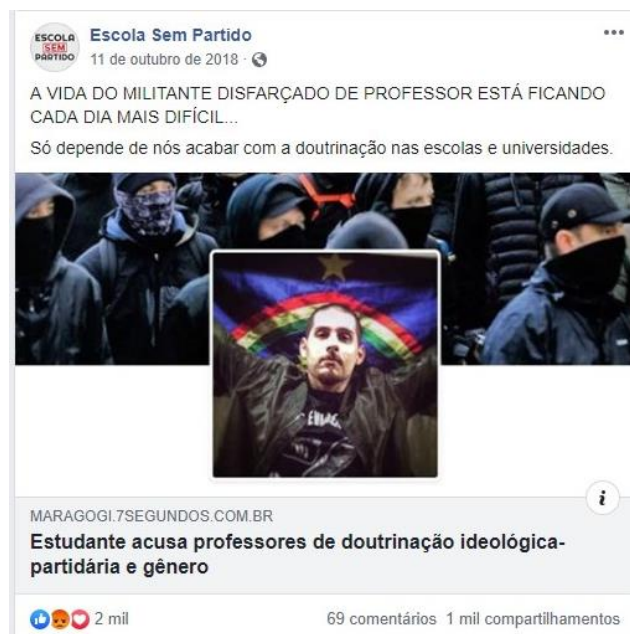 ESCOLA
SEM
PARTIDO
Escola Sem Partido
11 de outubro de 2018 ·
A VIDA DO MILITANTE DISFARÇADO DE PROFESSOR ESTÁ FICANDO
CADA DIA MAIS DIFÍCIL...
Só depende de nós acabar com a doutrinação nas escolas e universidades.
MARAGOGI.7SEGUNDOS.COM.BR
Estudante acusa professores de doutrinação ideológica-
partidária e gênero
2 mil
69 comentários 1 mil compartilhamentos